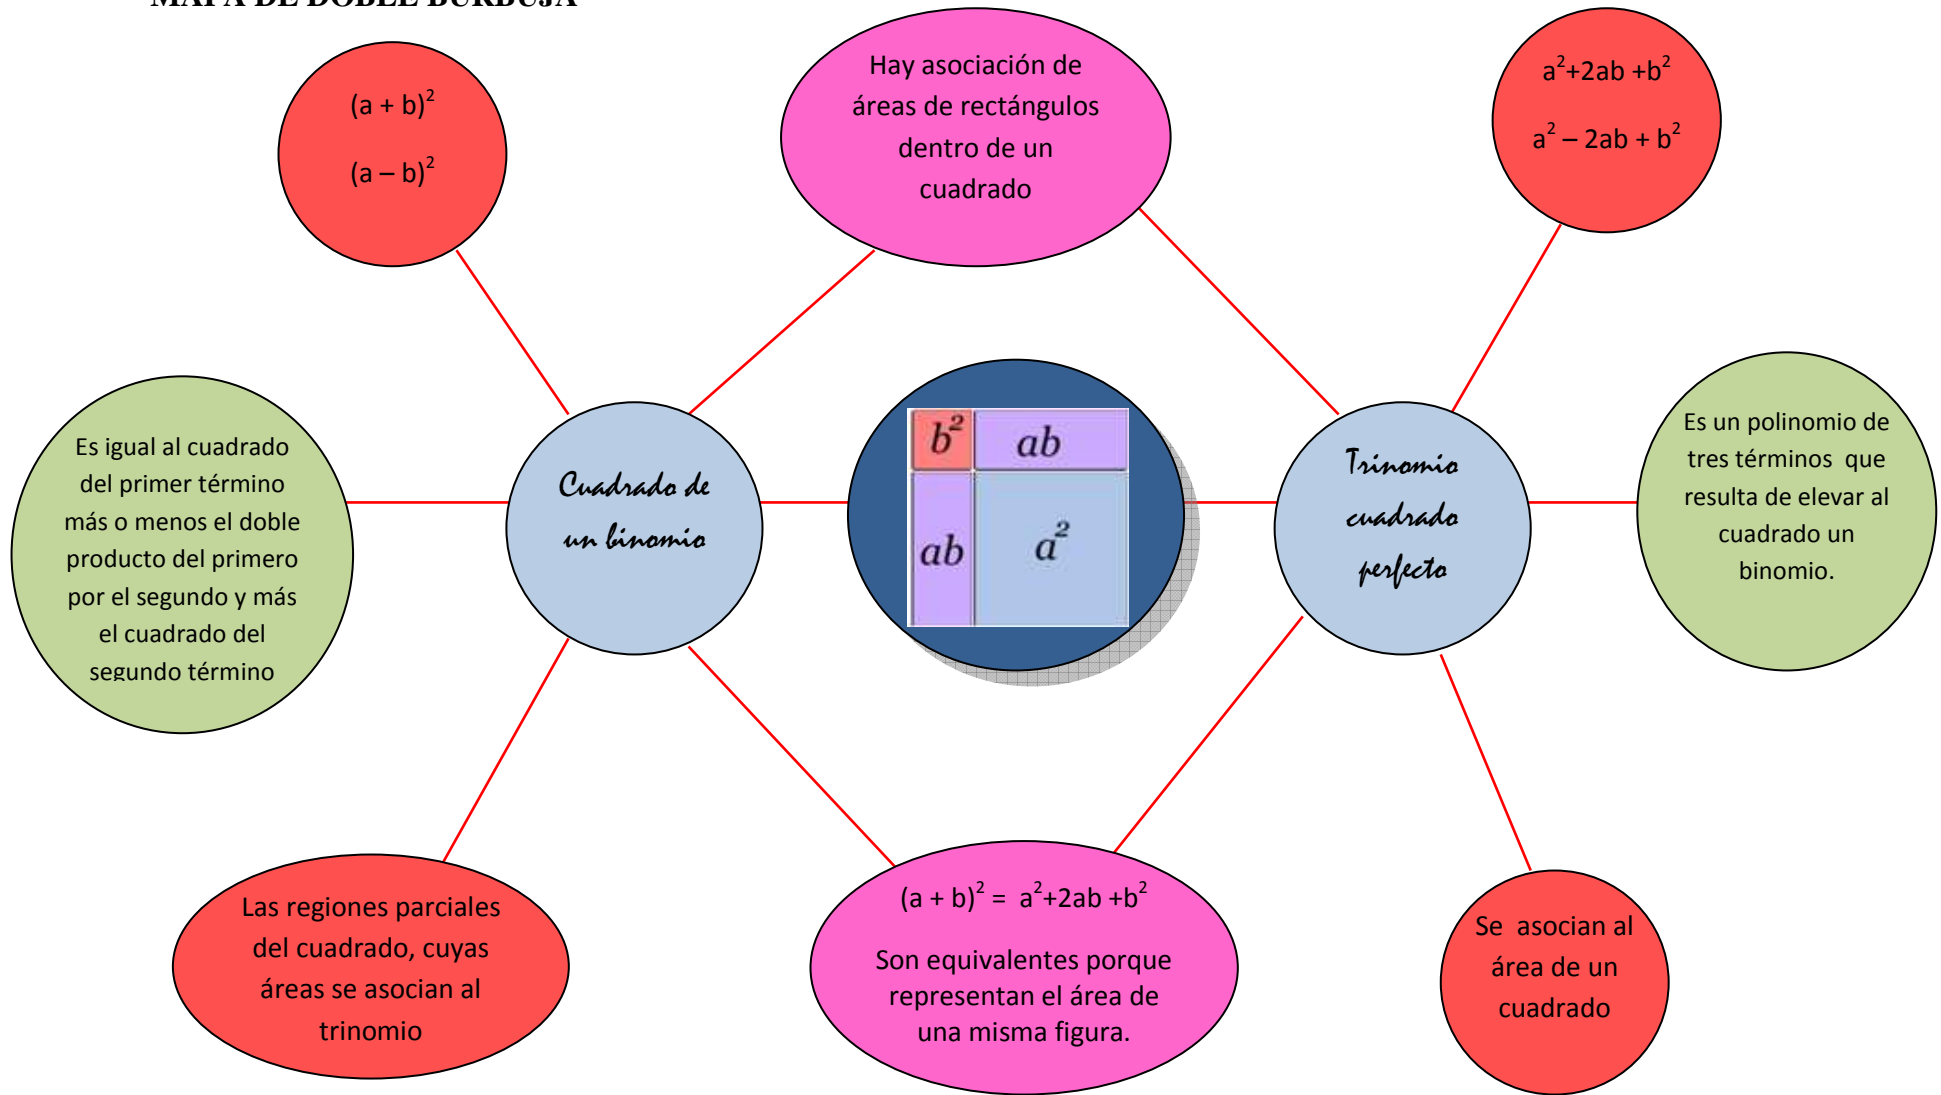 MAPA DE DOBLE BURBUJA
(a + b)²
(a – b)²
Hay asociación de
áreas de rectángulos
dentro de un
cuadrado
a²+2ab +b²
a² – 2ab + b²
Es igual al cuadrado
del primer término
más o menos el doble
producto del primero
por el segundo y más
el cuadrado del
segundo término
Cuadrado de
un binomio
b² ab
ab a²
Trinomio
cuadrado
perfecto
Es un polinomio de
tres términos que
resulta de elevar al
cuadrado un
binomio.
Las regiones parciales
del cuadrado, cuyas
áreas se asocian al
trinomio
(a + b)² = a²+2ab +b²
Son equivalentes porque
representan el área de
una misma figura.
Se asocian al
área de un
cuadrado